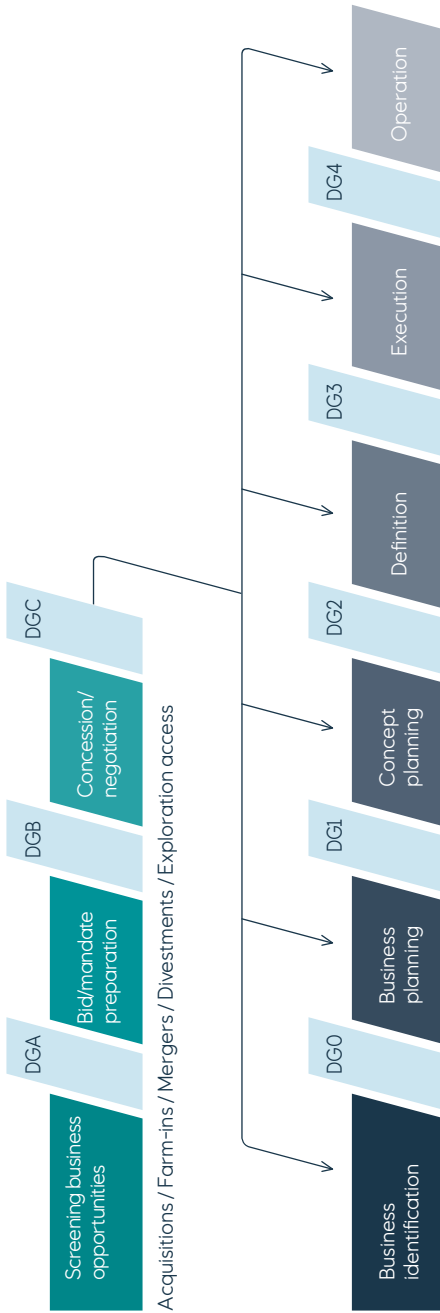 Screening business
opportunities
DGA
Bid/mandate
preparation
DGB
Concession/
negotiation
DGC
Acquisitions / Farm-ins / Mergers / Divestments / Exploration access
Business
identification
DG0
Business
planning
DG1
Concept
planning
DG2
Definition
DG3
Execution
DG4
Operation